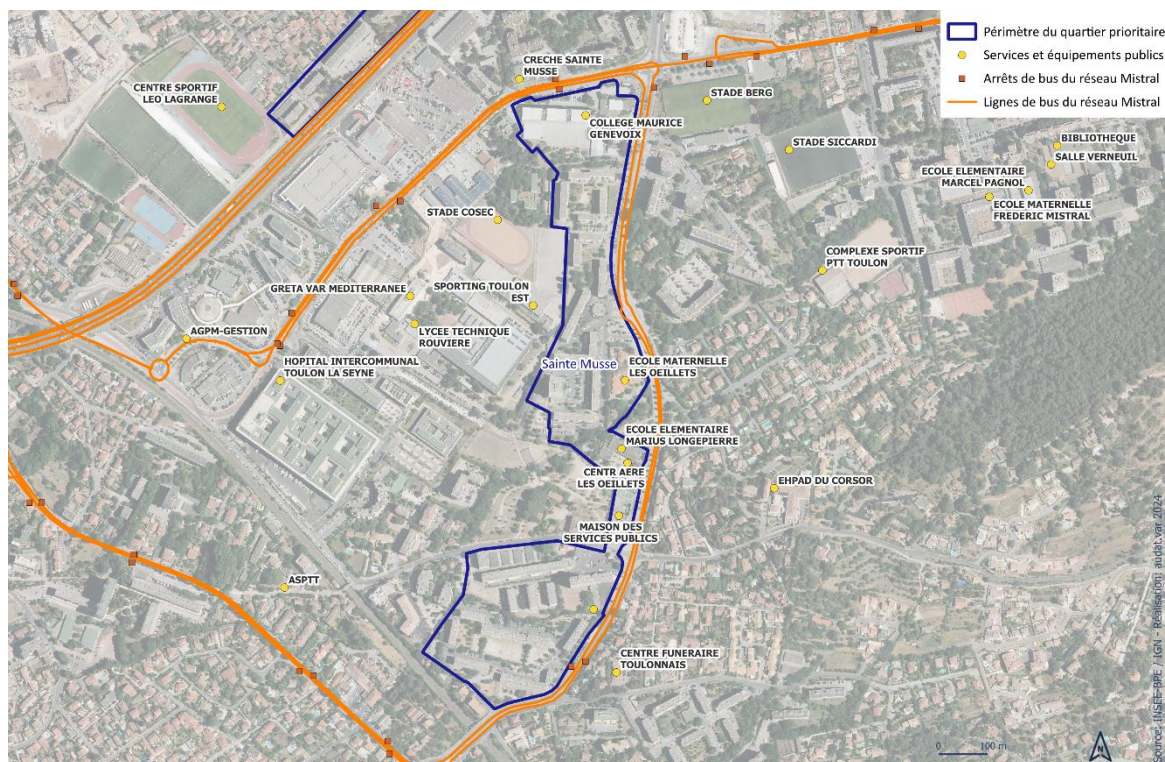 Périmètre du quartier prioritaire
Services et équipements publics
Arrêts de bus du réseau Mistral
Lignes de bus du réseau Mistral
CRECHE SAINTE
MUSSE
CENTRE SPORTIF
LEO LAGRANGE
STADE BERG
COLLEGE MAURICE
GENEVOIX
STADE SICCARDI
BIBLIOTHEQUE
SALLE VERNEUIL
ECOLE ELEMENTAIRE
MARCEL PAGNOL
ECOLE MATERNELLE
FREDERIC MISTRAL
STADE COSEC
COMPLEXE SPORTIF
PTT TOULON
GRETA VAR MEDITERRANEE
SPORTING TOULON
EST
AGPM-GESTION
LYCEE TECHNIQUE
ROUVIERE
HOPITAL INTERCOMMUNAL
TOULON LA SEYNE
Sainte Musse
ECOLE MATERNELLE
LES OEILLETS
ECOLE ELEMENTAIRE
MARIUS LONGEPIERRE
CENTR AERE
LES OEILLETS
EHPAD DU CORSOR
MAISON DES
SERVICES PUBLICS
ASPTT
CENTRE FUNERAIRE
TOULONNAIS
0 100 m
N
Source: INSEE-BPE / IGN - Réalisation: audat.var 2024